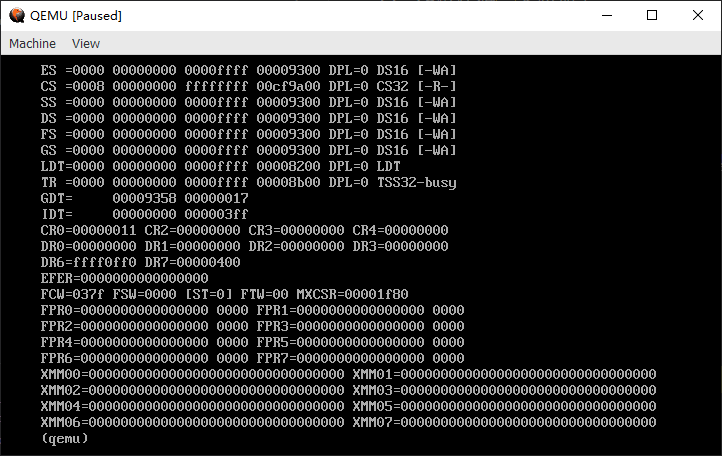 QEMU [Paused]
Machine View
ES =0000 00000000 0000ffff 00009300 DPL=0 DS16 [-WA]
CS =0008 00000000 ffffffff 00cf9a00 DPL=0 CS32 [-R-]
SS =0000 00000000 0000ffff 00009300 DPL=0 DS16 [-WA]
DS =0000 00000000 0000ffff 00009300 DPL=0 DS16 [-WA]
FS =0000 00000000 0000ffff 00009300 DPL=0 DS16 [-WA]
GS =0000 00000000 0000ffff 00009300 DPL=0 DS16 [-WA]
LDT=0000 00000000 0000ffff 00008200 DPL=0 LDT
TR =0000 00000000 0000ffff 00008b00 DPL=0 TSS32-busy
GDT=     00009358 00000017
IDT=     00000000 000003ff
CR0=00000011 CR2=00000000 CR3=00000000 CR4=00000000
DR0=00000000 DR1=00000000 DR2=00000000 DR3=00000000
DR6=ffff0ff0 DR7=00000400
EFER=0000000000000000
FCW=037f FSW=0000 [ST=0] FTW=00 MXCSR=00001f80
FPR0=0000000000000000 0000 FPR1=0000000000000000 0000
FPR2=0000000000000000 0000 FPR3=0000000000000000 0000
FPR4=0000000000000000 0000 FPR5=0000000000000000 0000
FPR6=0000000000000000 0000 FPR7=0000000000000000 0000
XMM00=00000000000000000000000000000000 XMM01=00000000000000000000000000000000
XMM02=00000000000000000000000000000000 XMM03=00000000000000000000000000000000
XMM04=00000000000000000000000000000000 XMM05=00000000000000000000000000000000
XMM06=00000000000000000000000000000000 XMM07=00000000000000000000000000000000
(qemu)